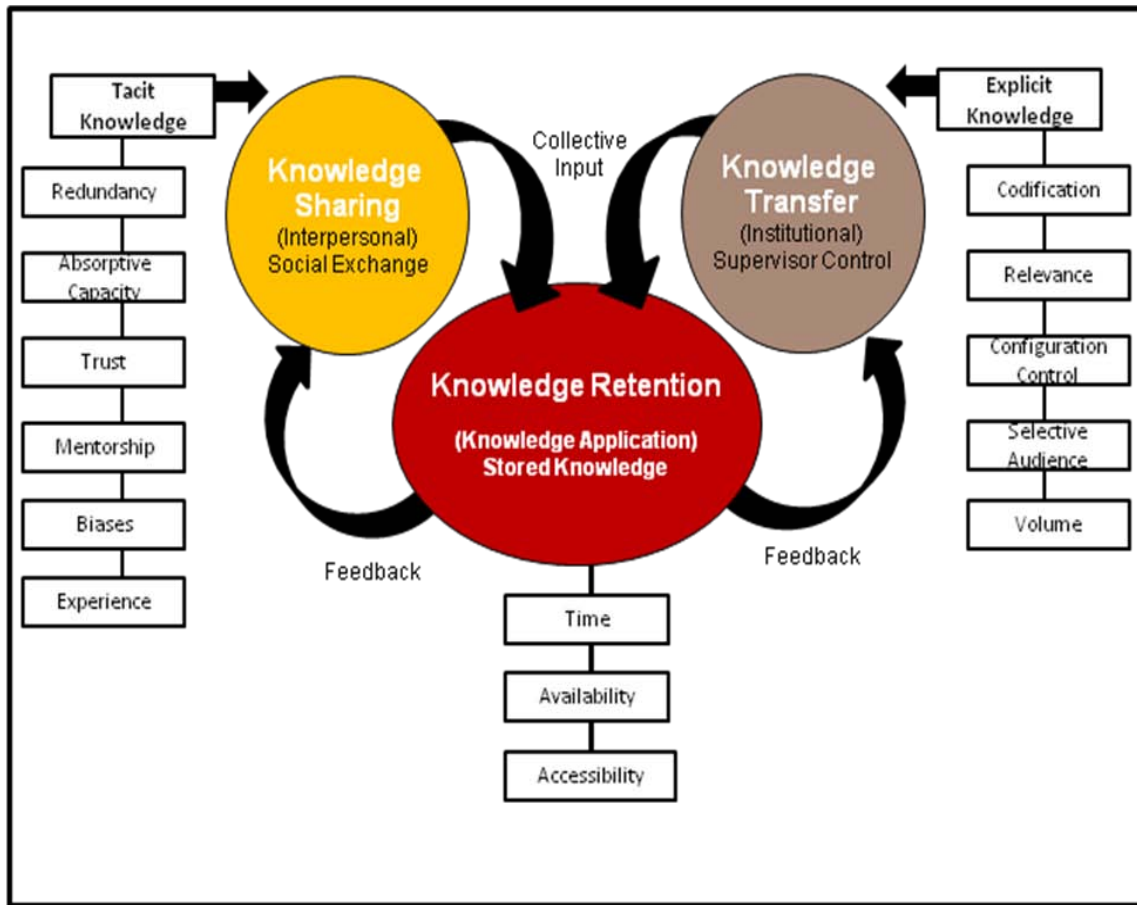 Tacit
Knowledge
Redundancy
Absorptive
Capacity
Trust
Mentorship
Biases
Experience
Knowledge
Sharing
(Interpersonal)
Social Exchange
Collective
Input
Knowledge
Transfer
(Institutional)
Supervisor Control
Explicit
Knowledge
Codification
Relevance
Configuration
Control
Selective
Audience
Volume
Knowledge Retention
(Knowledge Application)
Stored Knowledge
Feedback
Feedback
Time
Availability
Accessibility